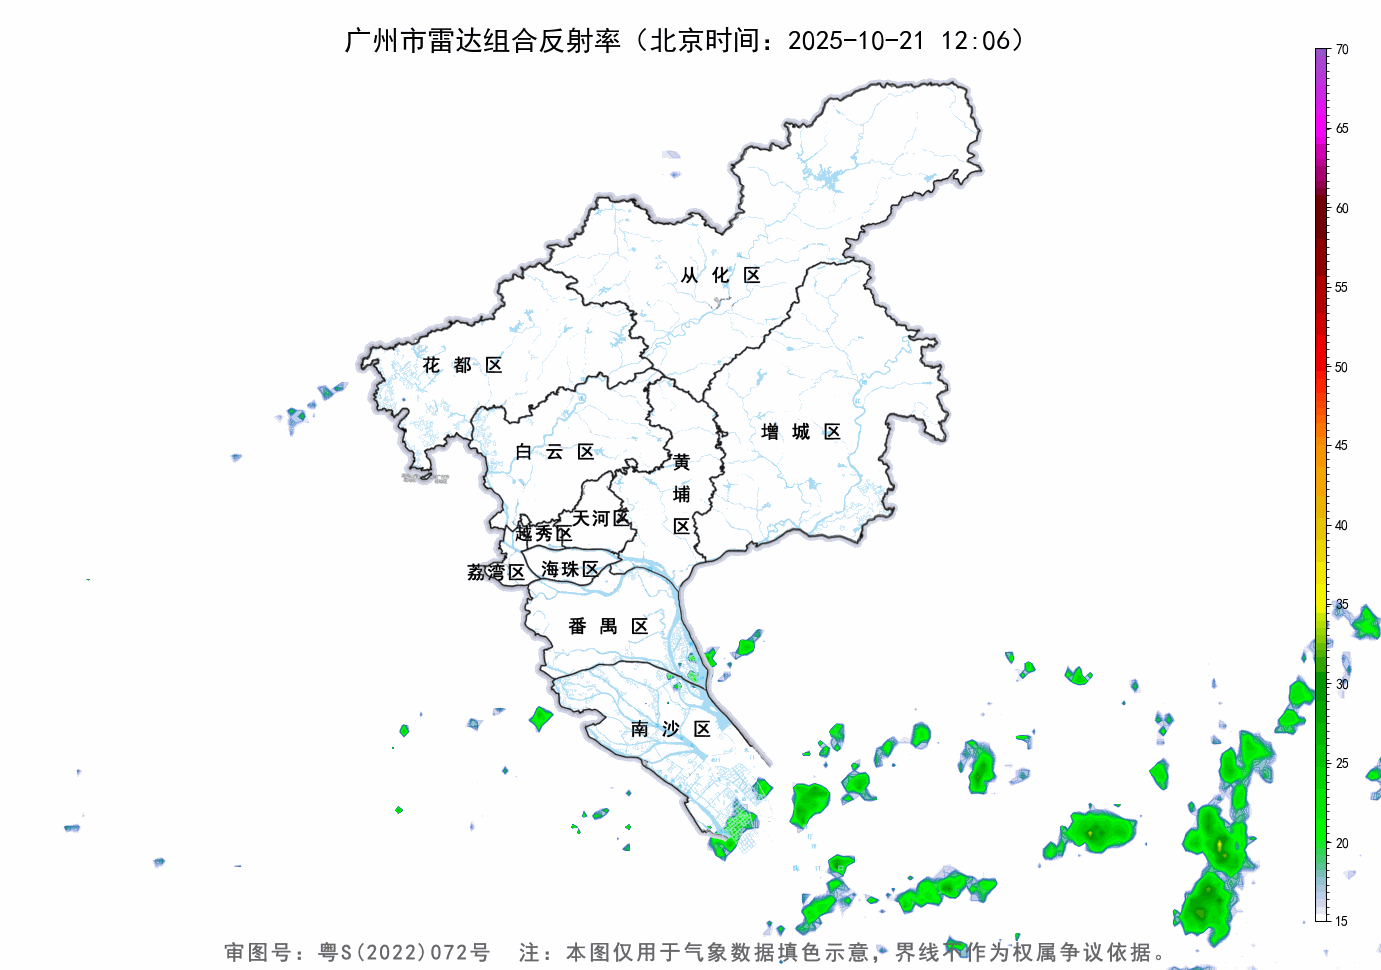 广州市雷达组合反射率（北京时间：2025-10-21 12:06）
70
65
60
55
50
45
40
35
30
25
20
15
从化区
花都区
增城区
白云区
黄埔区
天河区
越秀区
荔湾区
海珠区
番禺区
南沙区
审图号：粤S(2022)072号 注：本图仅用于气象数据填色示意，界线不作为权属争议依据。